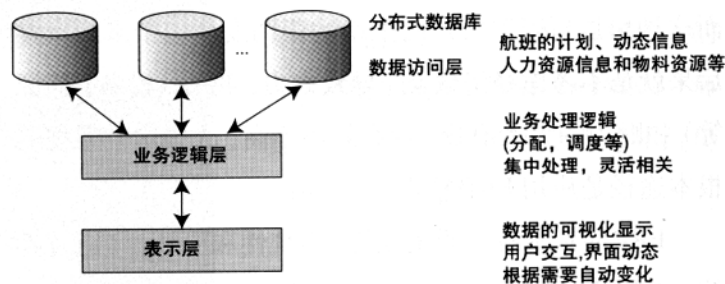 分布式数据库
...
数据访问层
航班的计划、动态信息
人力资源信息和物料资源等
业务逻辑层
业务处理逻辑
(分配，调度等)
集中处理，灵活相关
表示层
数据的可视化显示
用户交互,界面动态
根据需要自动变化